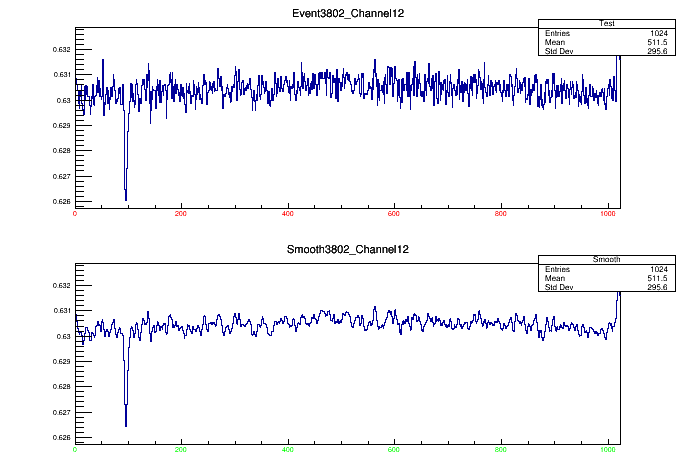 Event3802_Channel12
Test
Entries 1024
Mean 511.5
Std Dev 295.6
0.632
0.631
0.63
0.629
0.628
0.627
0.626
0 200 400 600 800 1000
Smooth3802_Channel12
Smooth
Entries 1024
Mean 511.5
Std Dev 295.6
0.632
0.631
0.63
0.629
0.628
0.627
0.626
0 200 400 600 800 1000